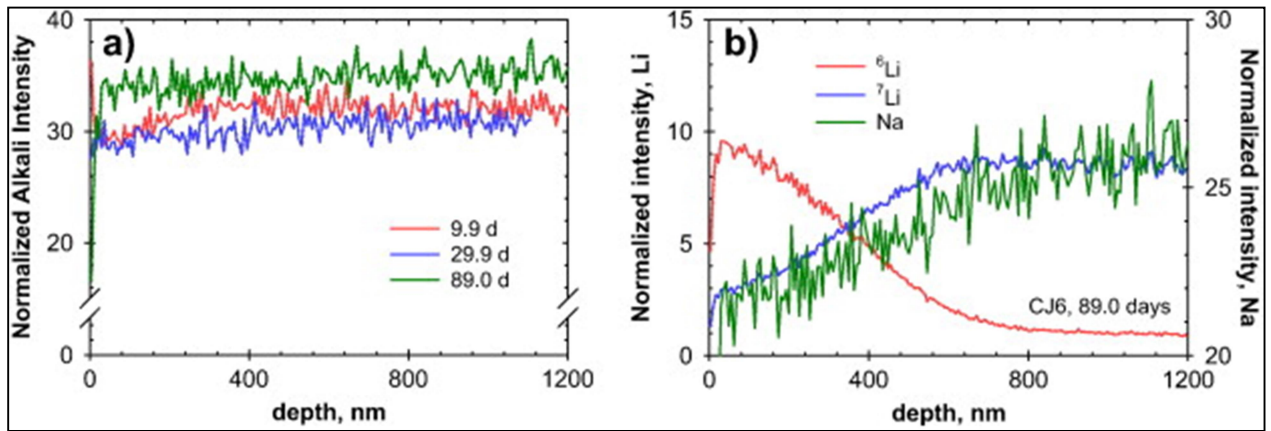 a)
Normalized Alkali Intensity
40
30
20
0
9.9 d
29.9 d
89.0 d
0
400
800
1200
depth, nm
b)
Normalized intensity, Li
15
10
5
0
⁶Li
⁷Li
Na
CJ6, 89.0 days
30
25
20
Normalized intensity, Na
0
400
800
1200
depth, nm